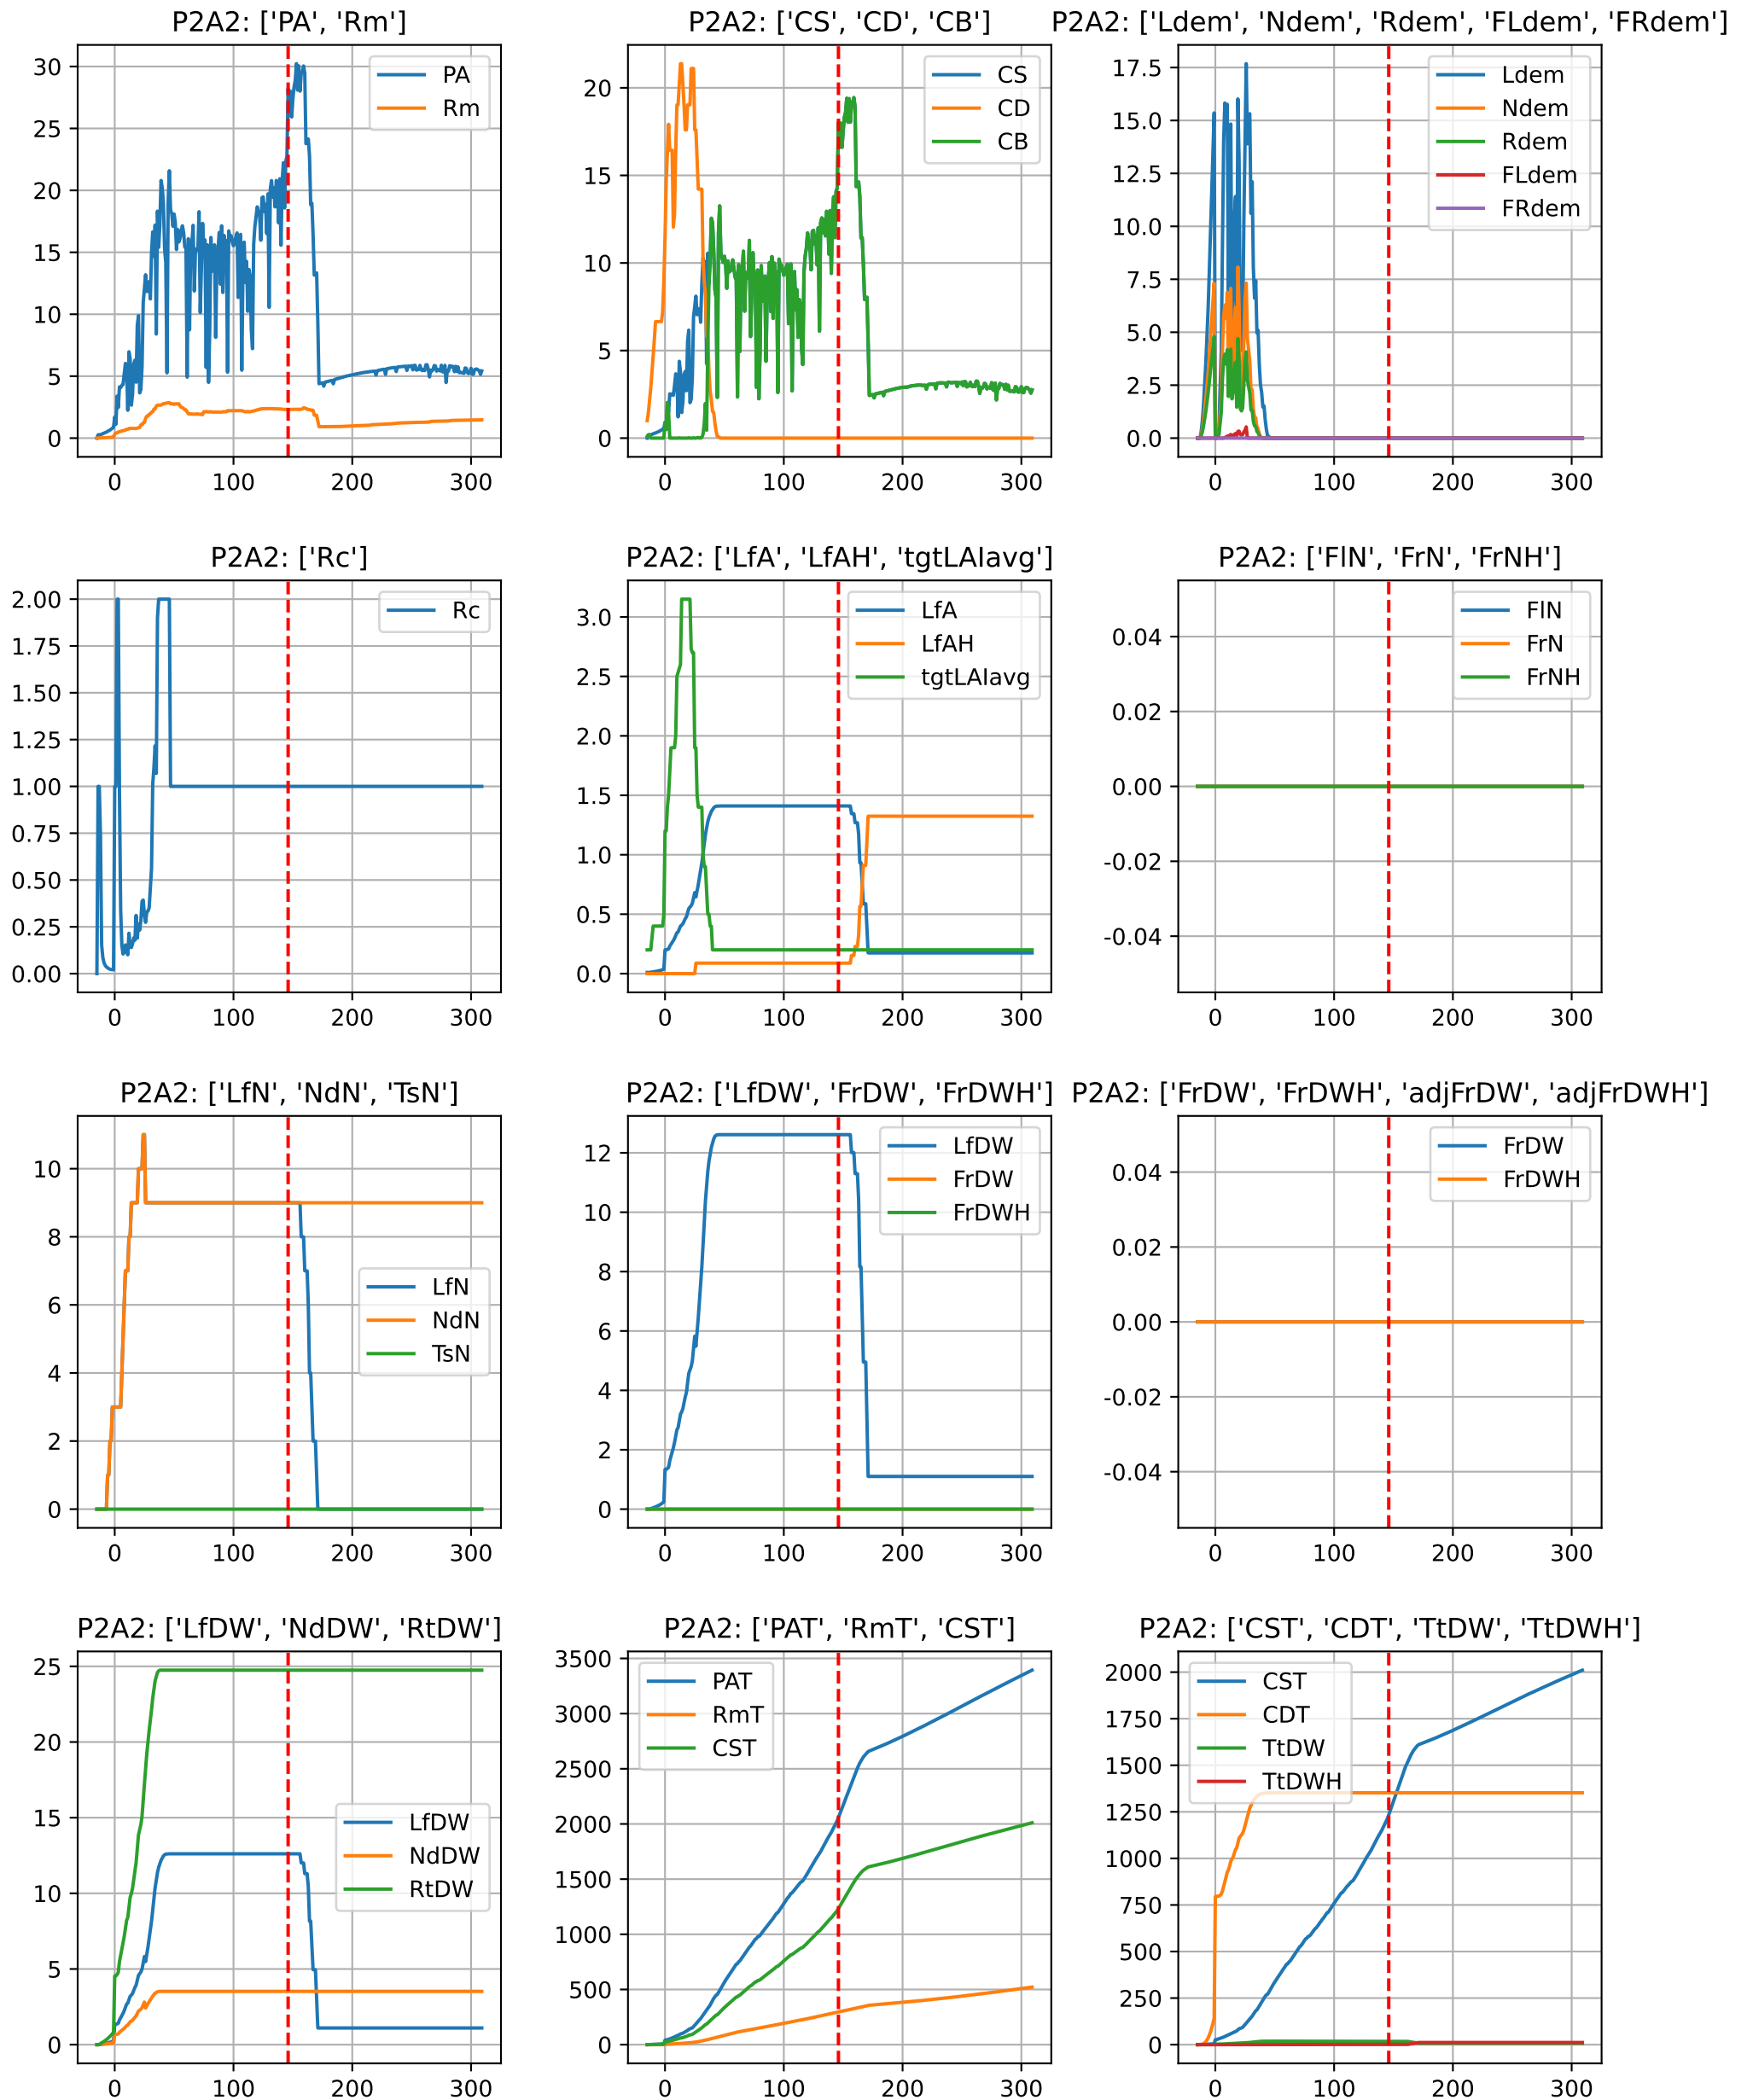 P2A2: ['PA', 'Rm']
30
25
20
15
10
5
0
0 100 200 300
PA
Rm
P2A2: ['CS', 'CD', 'CB']
20
15
10
5
0
0 100 200 300
CS
CD
CB
P2A2: ['Ldem', 'Ndem', 'Rdem', 'FLdem', 'FRdem']
17.5
15.0
12.5
10.0
7.5
5.0
2.5
0.0
0 100 200 300
Ldem
Ndem
Rdem
FLdem
FRdem
P2A2: ['Rc']
2.00
1.75
1.50
1.25
1.00
0.75
0.50
0.25
0.00
0 100 200 300
Rc
P2A2: ['LfA', 'LfAH', 'tgtLAIavg']
3.0
2.5
2.0
1.5
1.0
0.5
0.0
0 100 200 300
LfA
LfAH
tgtLAIavg
P2A2: ['FlN', 'FrN', 'FrNH']
0.04
0.02
0.00
-0.02
-0.04
0 100 200 300
FlN
FrN
FrNH
P2A2: ['LfN', 'NdN', 'TsN']
10
8
6
4
2
0
0 100 200 300
LfN
NdN
TsN
P2A2: ['LfDW', 'FrDW', 'FrDWH']
12
10
8
6
4
2
0
0 100 200 300
LfDW
FrDW
FrDWH
P2A2: ['FrDW', 'FrDWH', 'adjFrDW', 'adjFrDWH']
0.04
0.02
0.00
-0.02
-0.04
0 100 200 300
FrDW
FrDWH
P2A2: ['LfDW', 'NdDW', 'RtDW']
25
20
15
10
5
0
0 100 200 300
LfDW
NdDW
RtDW
P2A2: ['PAT', 'RmT', 'CST']
3500
3000
2500
2000
1500
1000
500
0
0 100 200 300
PAT
RmT
CST
P2A2: ['CST', 'CDT', 'TtDW', 'TtDWH']
2000
1750
1500
1250
1000
750
500
250
0
0 100 200 300
CST
CDT
TtDW
TtDWH